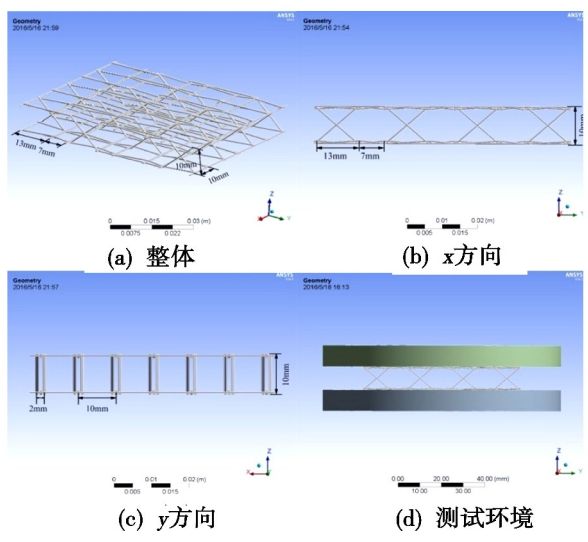 Geometry
2016/5/16 21:59
ANSYS
13mm
7mm
10mm
10mm
Z
X
Y
0 0.015 0.03 (m)
0.0075 0.022
(a) 整体
Geometry
2016/5/16 21:54
ANSYS
13mm
7mm
10mm
Z
X
Y
0 0.01 0.02 (m)
0.005 0.015
(b) x方向
Geometry
2016/5/16 21:57
ANSYS
2mm
10mm
10mm
Z
X
Y
0 0.01 0.02 (m)
0.005 0.015
(c) y方向
Geometry
2016/5/18 16:13
ANSYS
Z
X
Y
0.00 20.00 40.00 (mm)
10.00 30.00
(d) 测试环境